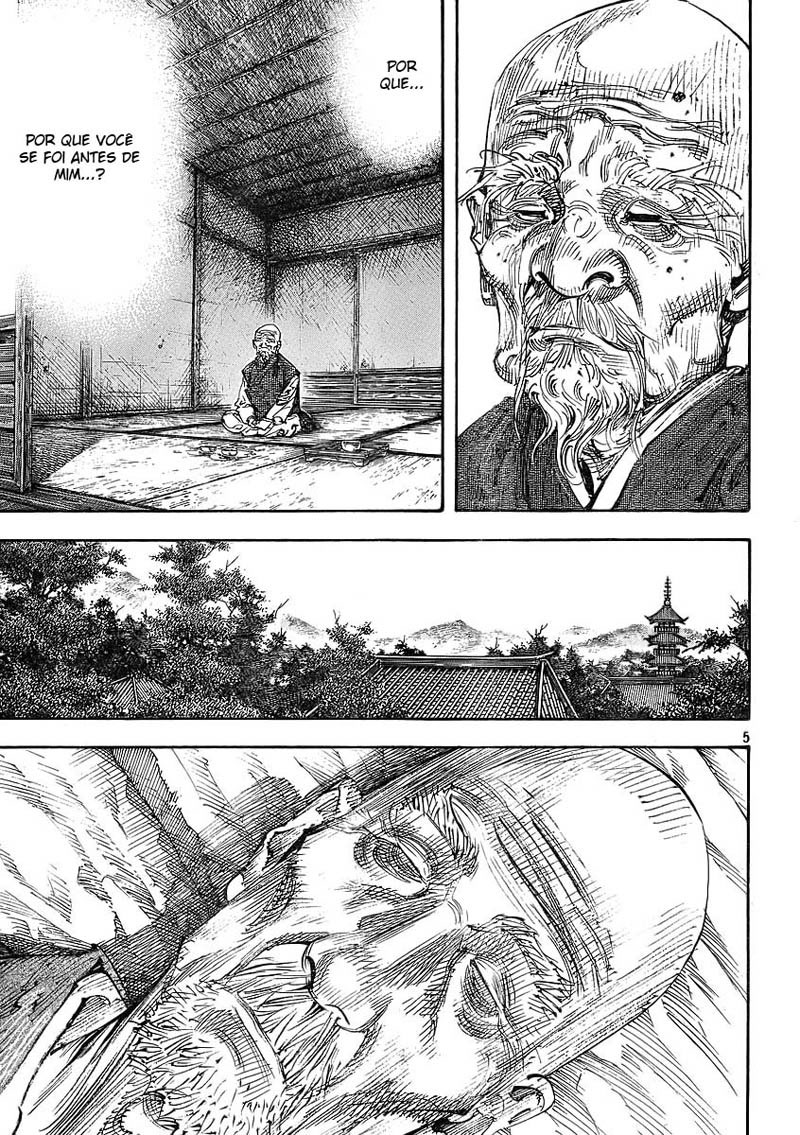 POR
QUE...
POR QUE VOCÊ
SE FOI ANTES DE
MIM...?
5